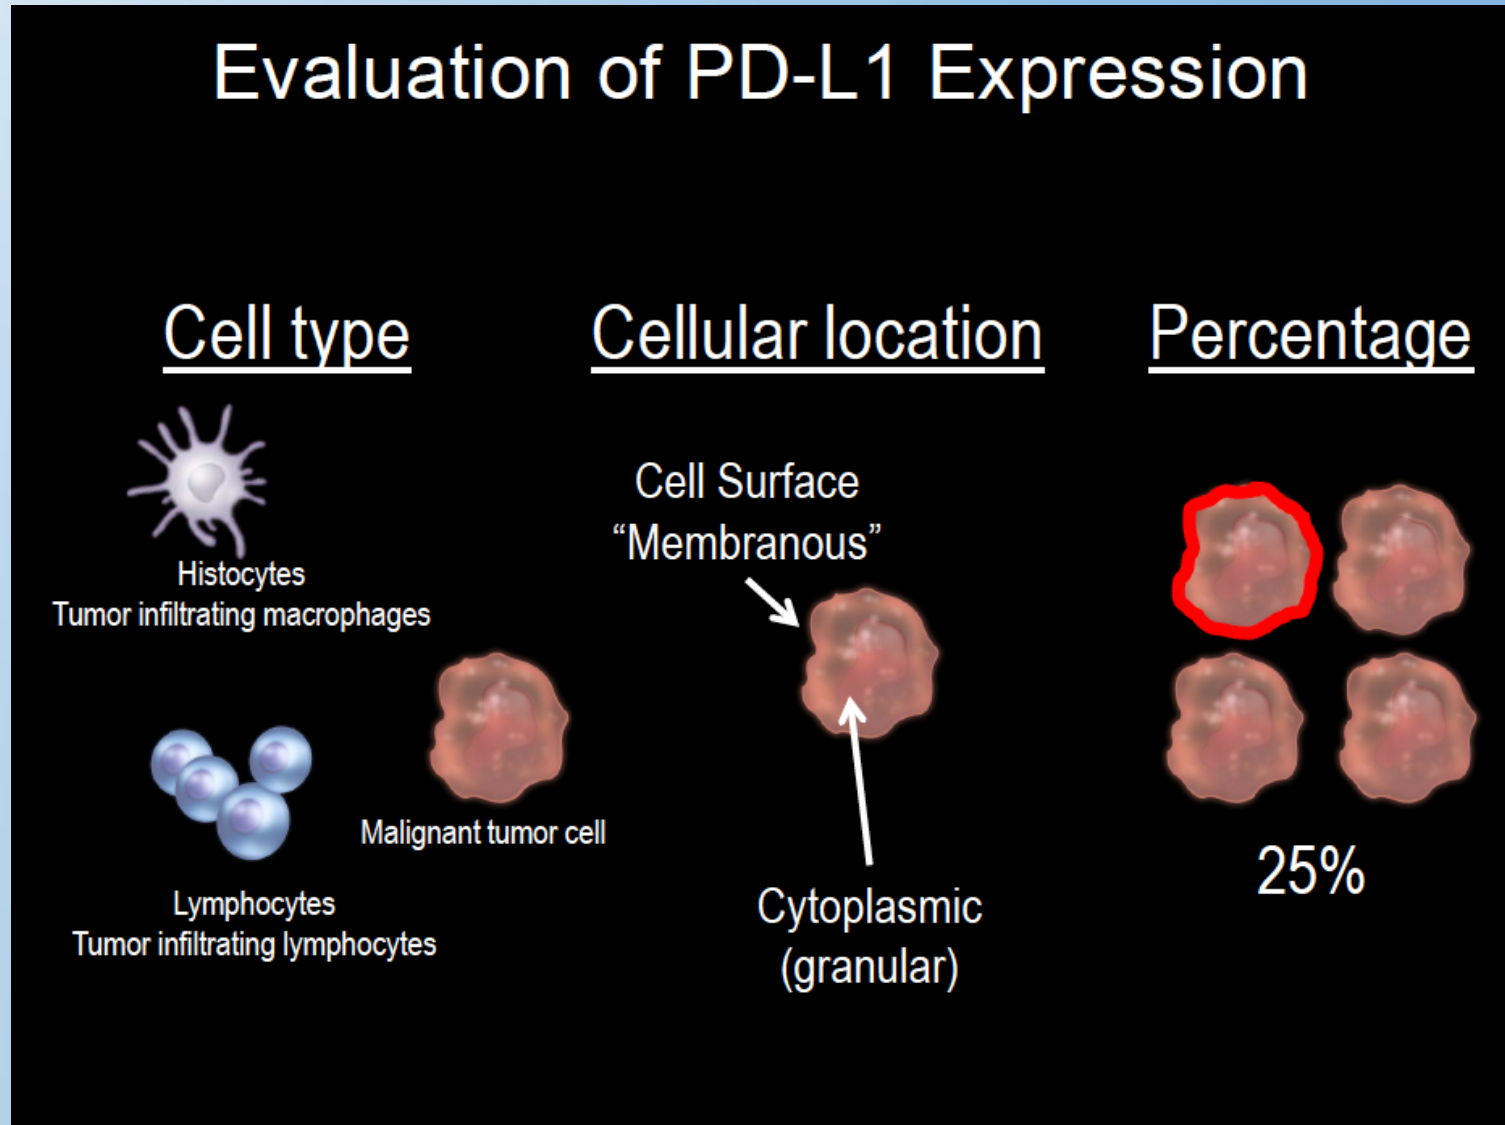 Evaluation of PD-L1 Expression
Cell type
Histocytes
Tumor infiltrating macrophages
Malignant tumor cell
Lymphocytes
Tumor infiltrating lymphocytes
Cellular location
Cell Surface
“Membranous”
Cytoplasmic
(granular)
Percentage
25%